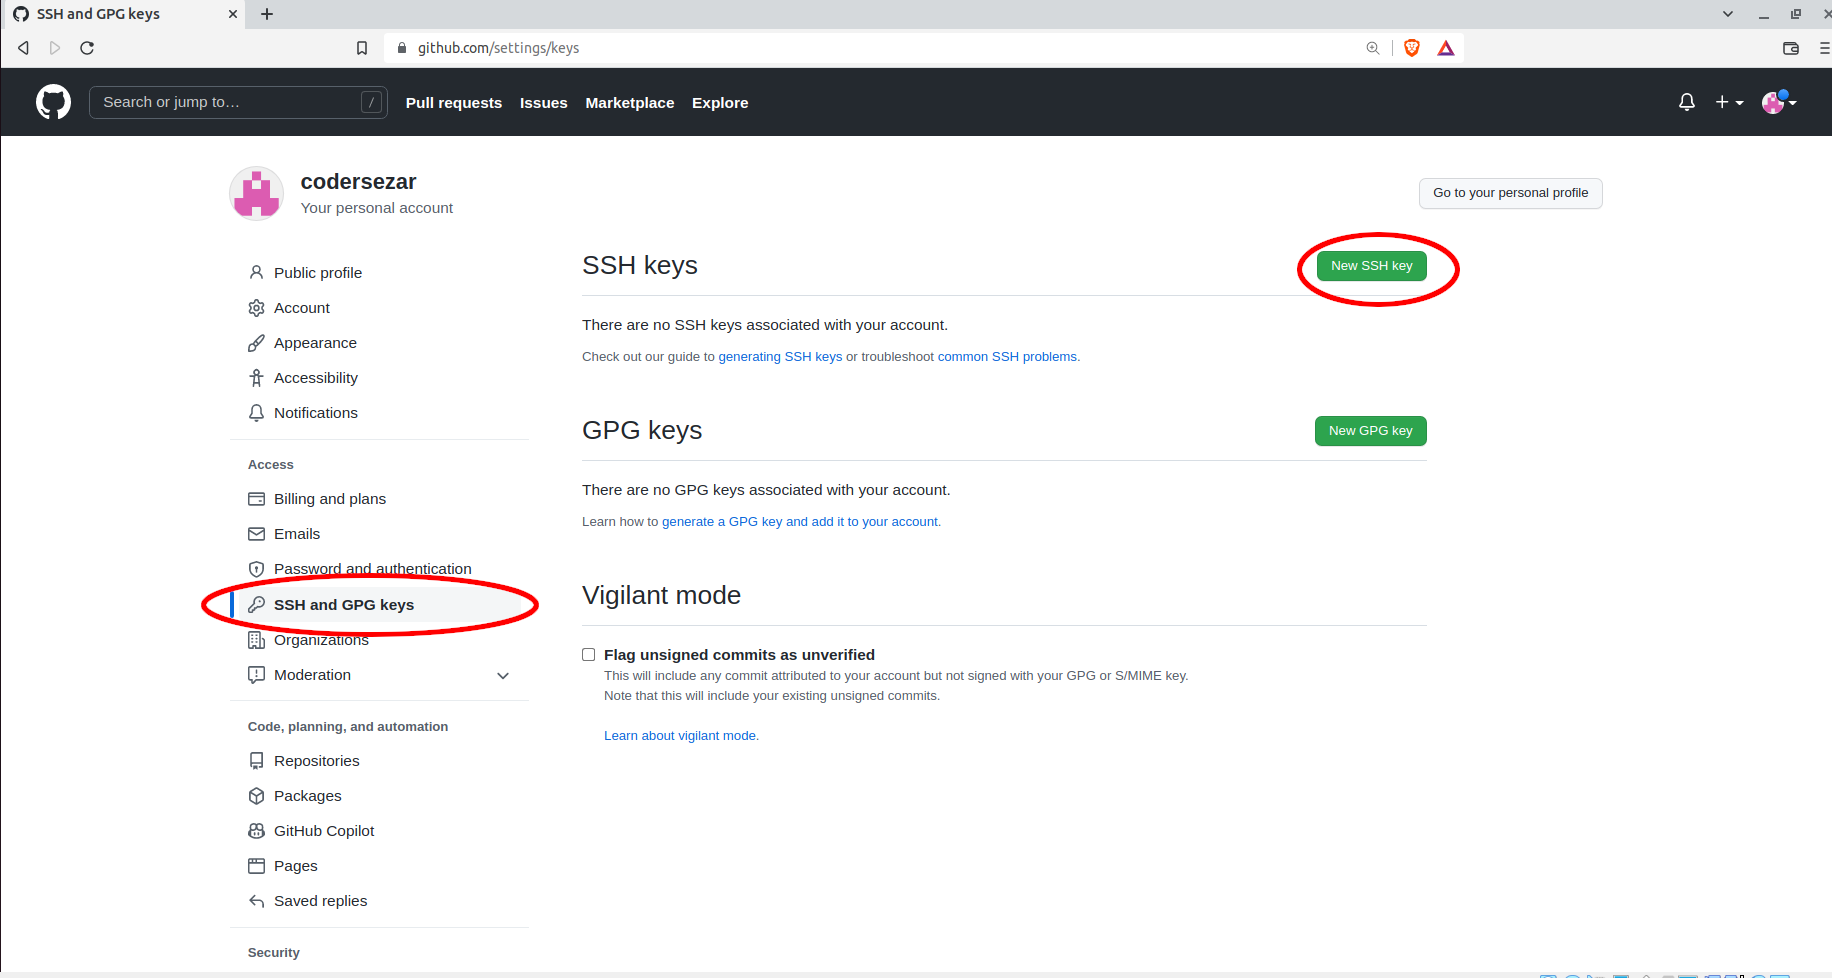 SSH and GPG keys
github.com/settings/keys
Search or jump to… /
Pull requests Issues Marketplace Explore
codersezar
Your personal account
Go to your personal profile
Public profile
Account
Appearance
Accessibility
Notifications
Access
Billing and plans
Emails
Password and authentication
SSH and GPG keys
Organizations
Moderation
Code, planning, and automation
Repositories
Packages
GitHub Copilot
Pages
Saved replies
Security
SSH keys
New SSH key
There are no SSH keys associated with your account.
Check out our guide to generating SSH keys or troubleshoot common SSH problems.
GPG keys
New GPG key
There are no GPG keys associated with your account.
Learn how to generate a GPG key and add it to your account.
Vigilant mode
Flag unsigned commits as unverified
This will include any commit attributed to your account but not signed with your GPG or S/MIME key.
Note that this will include your existing unsigned commits.
Learn about vigilant mode.